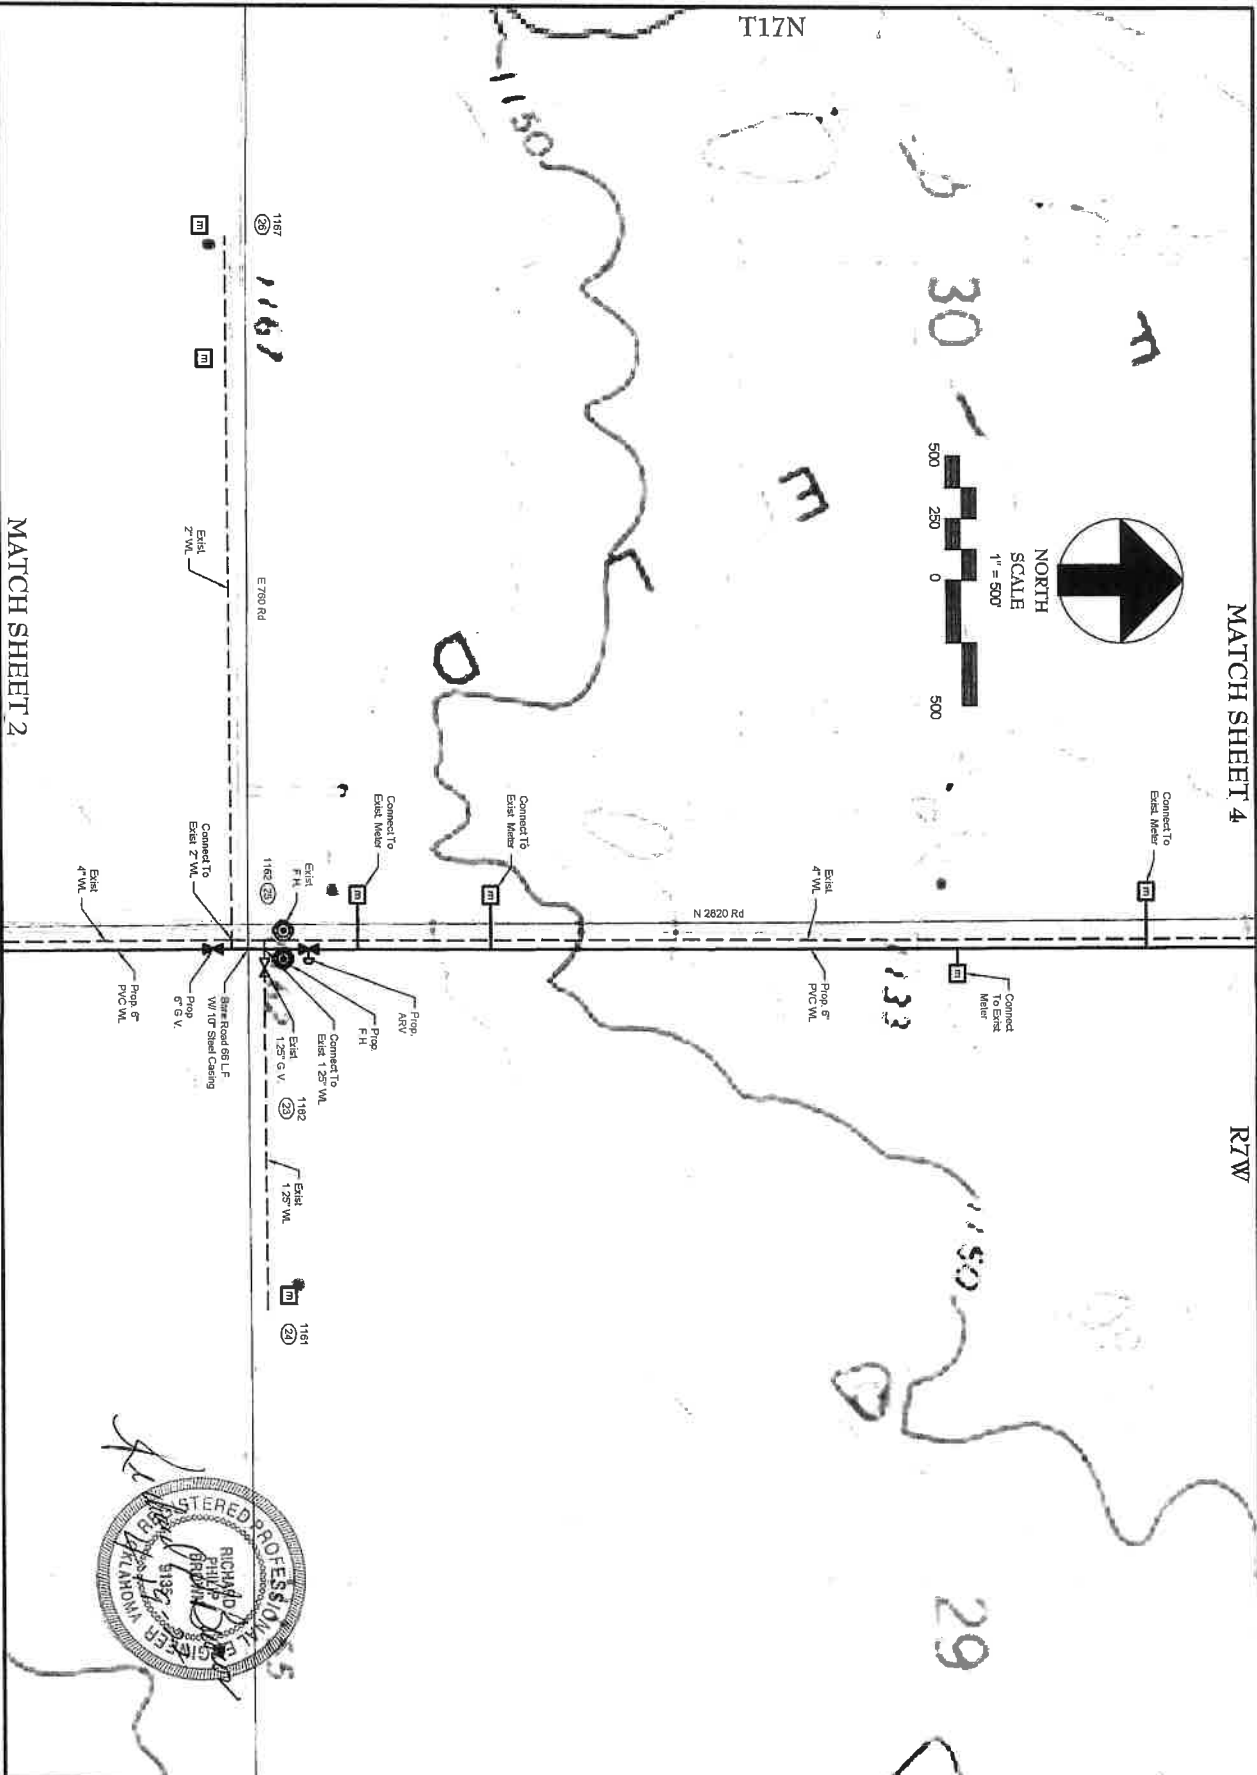 MATCH SHEET 4
R7W
T17N
30
29
NORTH
SCALE
1" = 500'
500
250
0
500
1150
1150
1133
1161
Connect To
Exist. Meter
Connect
To Exist
Meter
Exist
4" WL
Prop. 6"
PVC WL
N 2820 Rd
Connect To
Exist Meter
Connect To
Exist Meter
Exist
F.H.
1162
25
Prop.
ARV
Prop.
F.H.
Connect To
Exist 1.25" WL
Exist
1.25" G.V.
1162
23
Exist
1.25" WL
1161
24
1167
26
E 760 Rd
Exist
2" WL
Connect To
Exist 2" WL
Exist
4" WL
Bore Road 66 L.F.
W/ 10" Steel Casing
Prop
6" G.V.
Prop. 6"
PVC WL
m
m
m
m
m
m
m
REGISTERED PROFESSIONAL ENGINEER
RICHARD
PHILIP
BROWN
OKLAHOMA
MATCH SHEET 2